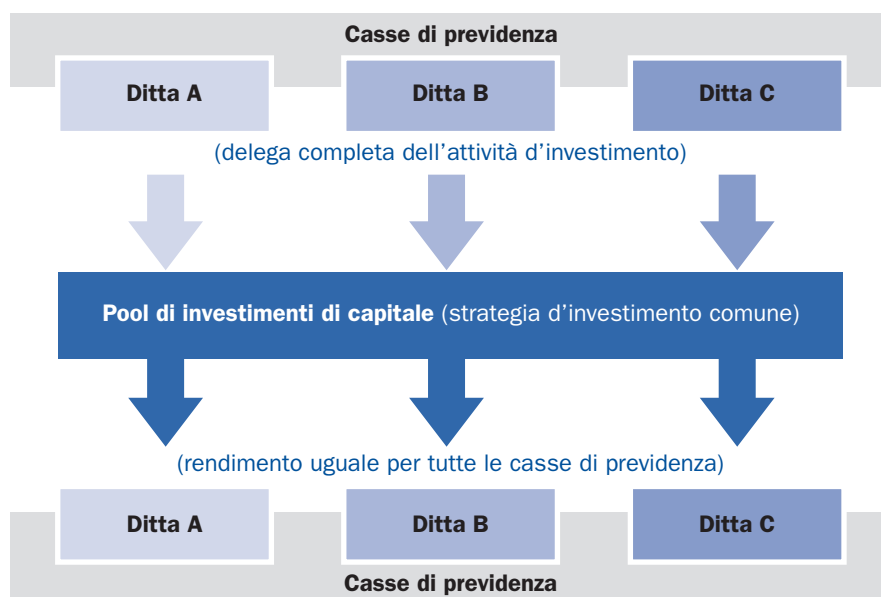 Casse di previdenza
Ditta A
Ditta B
Ditta C
(delega completa dell’attività d’investimento)
Pool di investimenti di capitale (strategia d’investimento comune)
(rendimento uguale per tutte le casse di previdenza)
Ditta A
Ditta B
Ditta C
Casse di previdenza